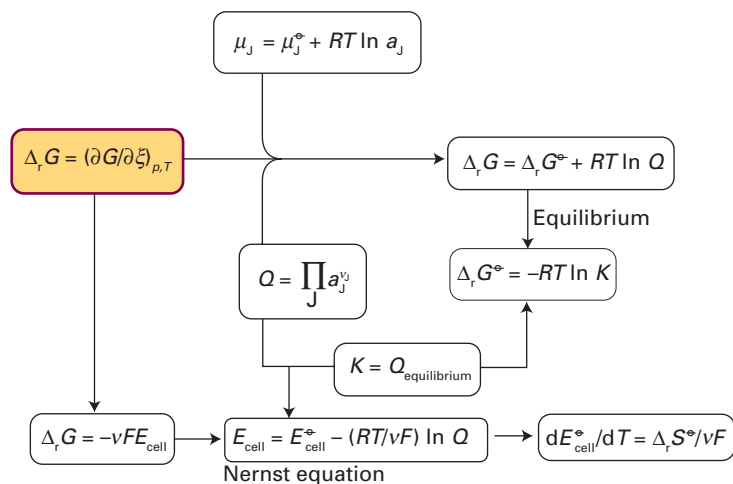 μ_J = μ_J^⦵ + RT ln a_J
Δ_rG = (∂G/∂ξ)_{p,T}
Δ_rG = Δ_rG^⦵ + RT ln Q
Equilibrium
Q = ∏_J a_J^{ν_J}
Δ_rG^⦵ = –RT ln K
K = Q_equilibrium
Δ_rG = –νFE_cell
E_cell = E_cell^⦵ – (RT/νF) ln Q
dE_cell^⦵/dT = Δ_rS^⦵/νF
Nernst equation